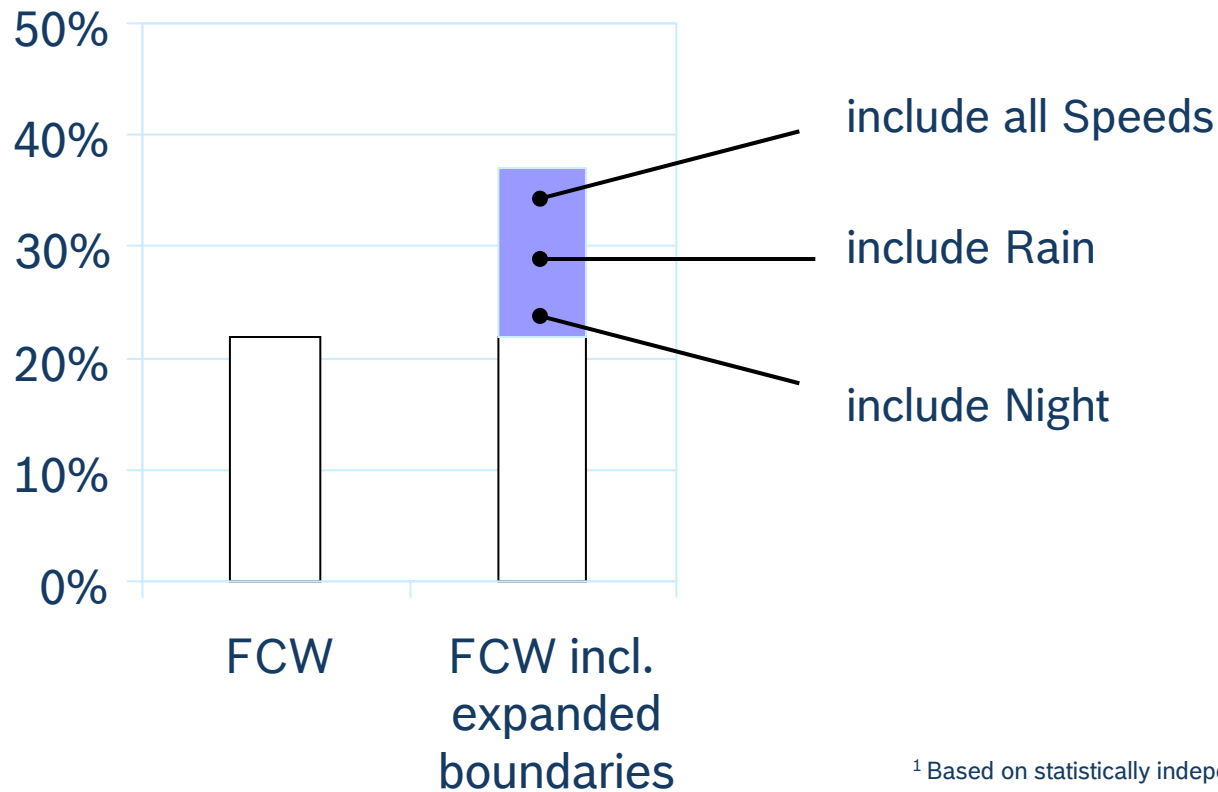 50%
40%
30%
20%
10%
0%
include all Speeds
include Rain
include Night
FCW
FCW incl.
expanded
boundaries
¹ Based on statistically